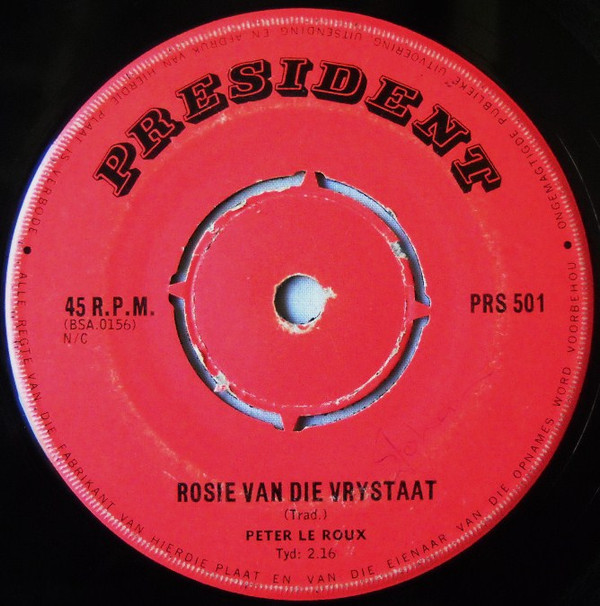 PRESIDENT
45 R.P.M.
(BSA.0156)
N/C
PRS 501
ROSIE VAN DIE VRYSTAAT
(Trad.)
PETER LE ROUX
Tyd: 2.16
ALLE REGTE VAN DIE FABRIKANT VAN HIERDIE PLAAT EN VAN DIE EIENAAR VAN DIE OPNAMES WORD VOORBEHOU ONGEMAGTIGDE PUBLIEKE UITVOERING UITSENDING EN AFDRUK VAN HIERDIE PLAAT IS VERBODE